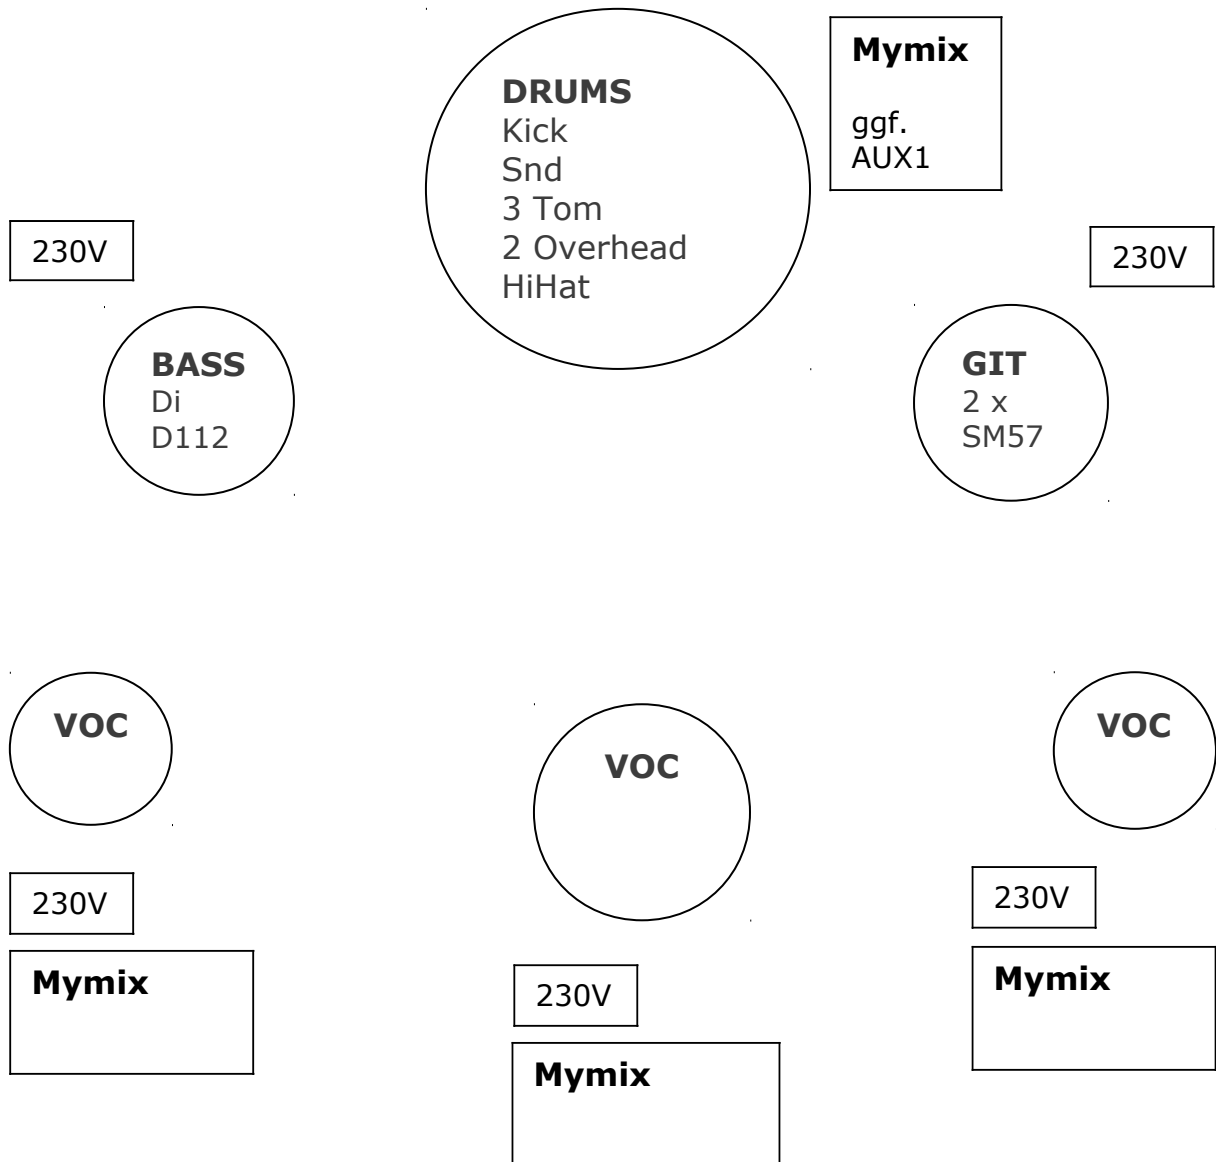 DRUMS
Kick
Snd
3 Tom
2 Overhead
HiHat
Mymix
ggf.
AUX1
230V
230V
BASS
Di
D112
GIT
2 x
SM57
VOC
VOC
VOC
230V
Mymix
230V
Mymix
230V
Mymix